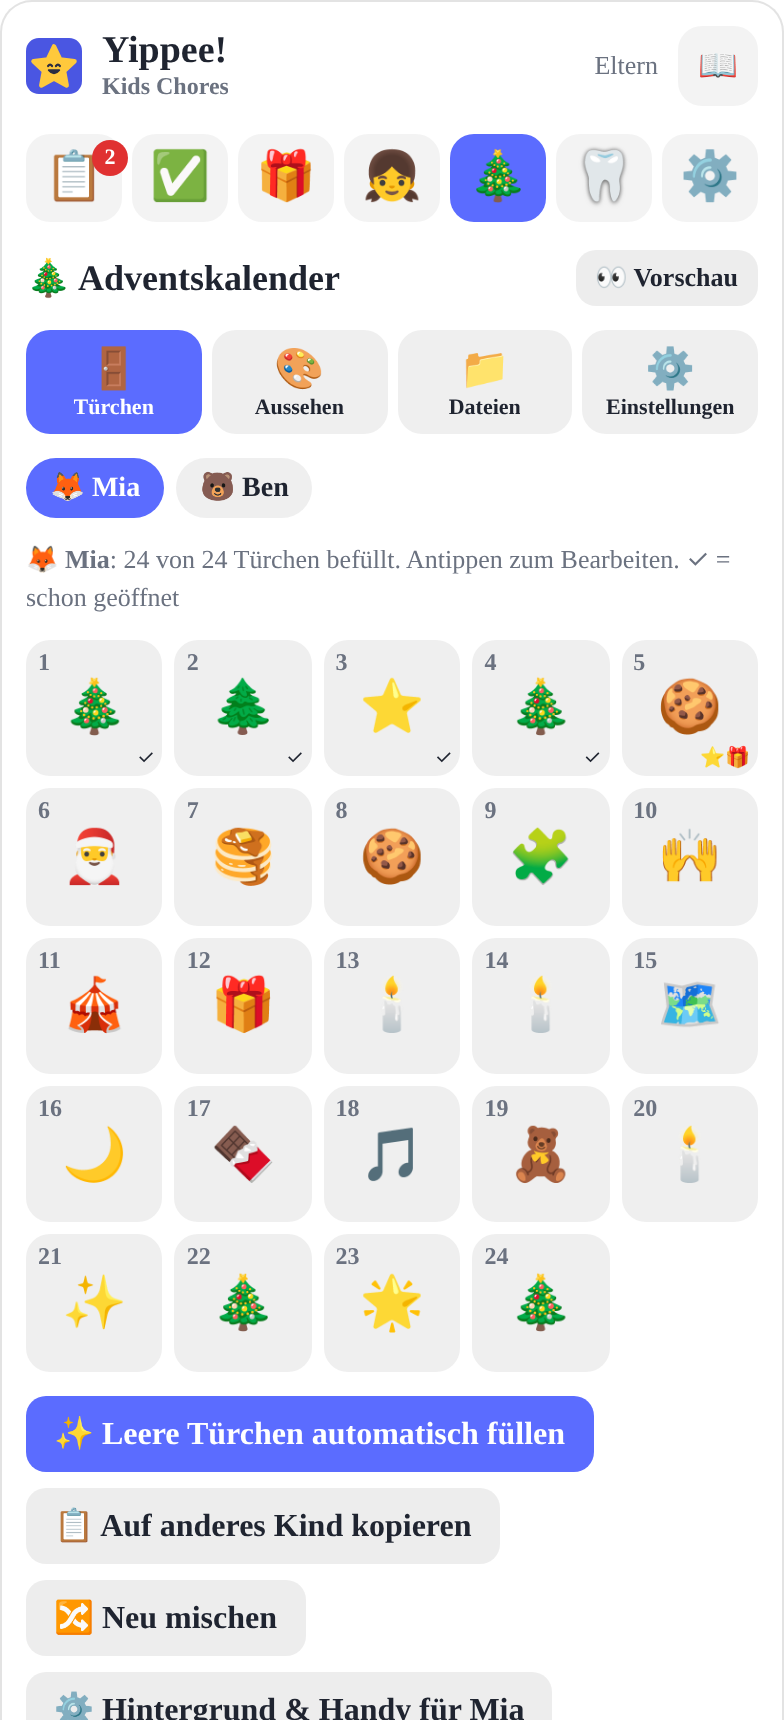 Yippee!
Kids Chores
Eltern
2
Adventskalender
Vorschau
Türchen
Aussehen
Dateien
Einstellungen
Mia
Ben
Mia: 24 von 24 Türchen befüllt. Antippen zum Bearbeiten. ✓ =
schon geöffnet
1
2
3
4
5
6
7
8
9
10
11
12
13
14
15
16
17
18
19
20
21
22
23
24
Leere Türchen automatisch füllen
Auf anderes Kind kopieren
Neu mischen
Hintergrund & Handy für Mia